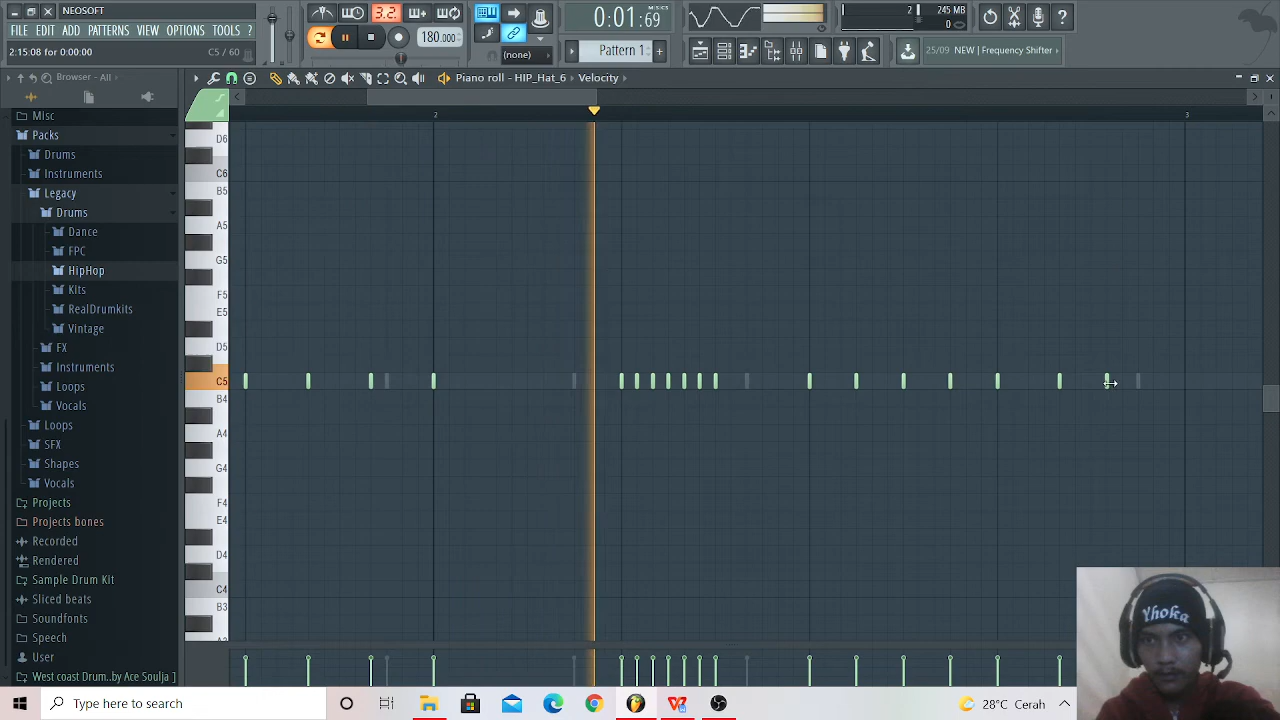 NEOSOFT
FILE EDIT ADD PATTERNS VIEW OPTIONS TOOLS ?
2:15:08 for 0:00:00 C5 / 60
3.2
180.000
0:01:69
M:S:CS
(none)
Pattern 1
2
245 MB
0
25/09 NEW | Frequency Shifter
Browser - All
Piano roll - HIP_Hat_6 Velocity
Misc
Packs
Drums
Instruments
Legacy
Drums
Dance
FPC
HipHop
Kits
RealDrumkits
Vintage
FX
Instruments
Loops
Vocals
Loops
SFX
Shapes
Vocals
Projects
Projects bones
Recorded
Rendered
Sample Drum Kit
Sliced beats
Soundfonts
Speech
User
West coast Drum..by Ace Soulja ]
2
3
D6
C6
B5
A5
G5
F5
E5
D5
C5
B4
A4
G4
F4
E4
D4
C4
B3
Yhoka
Type here to search
28°C Cerah